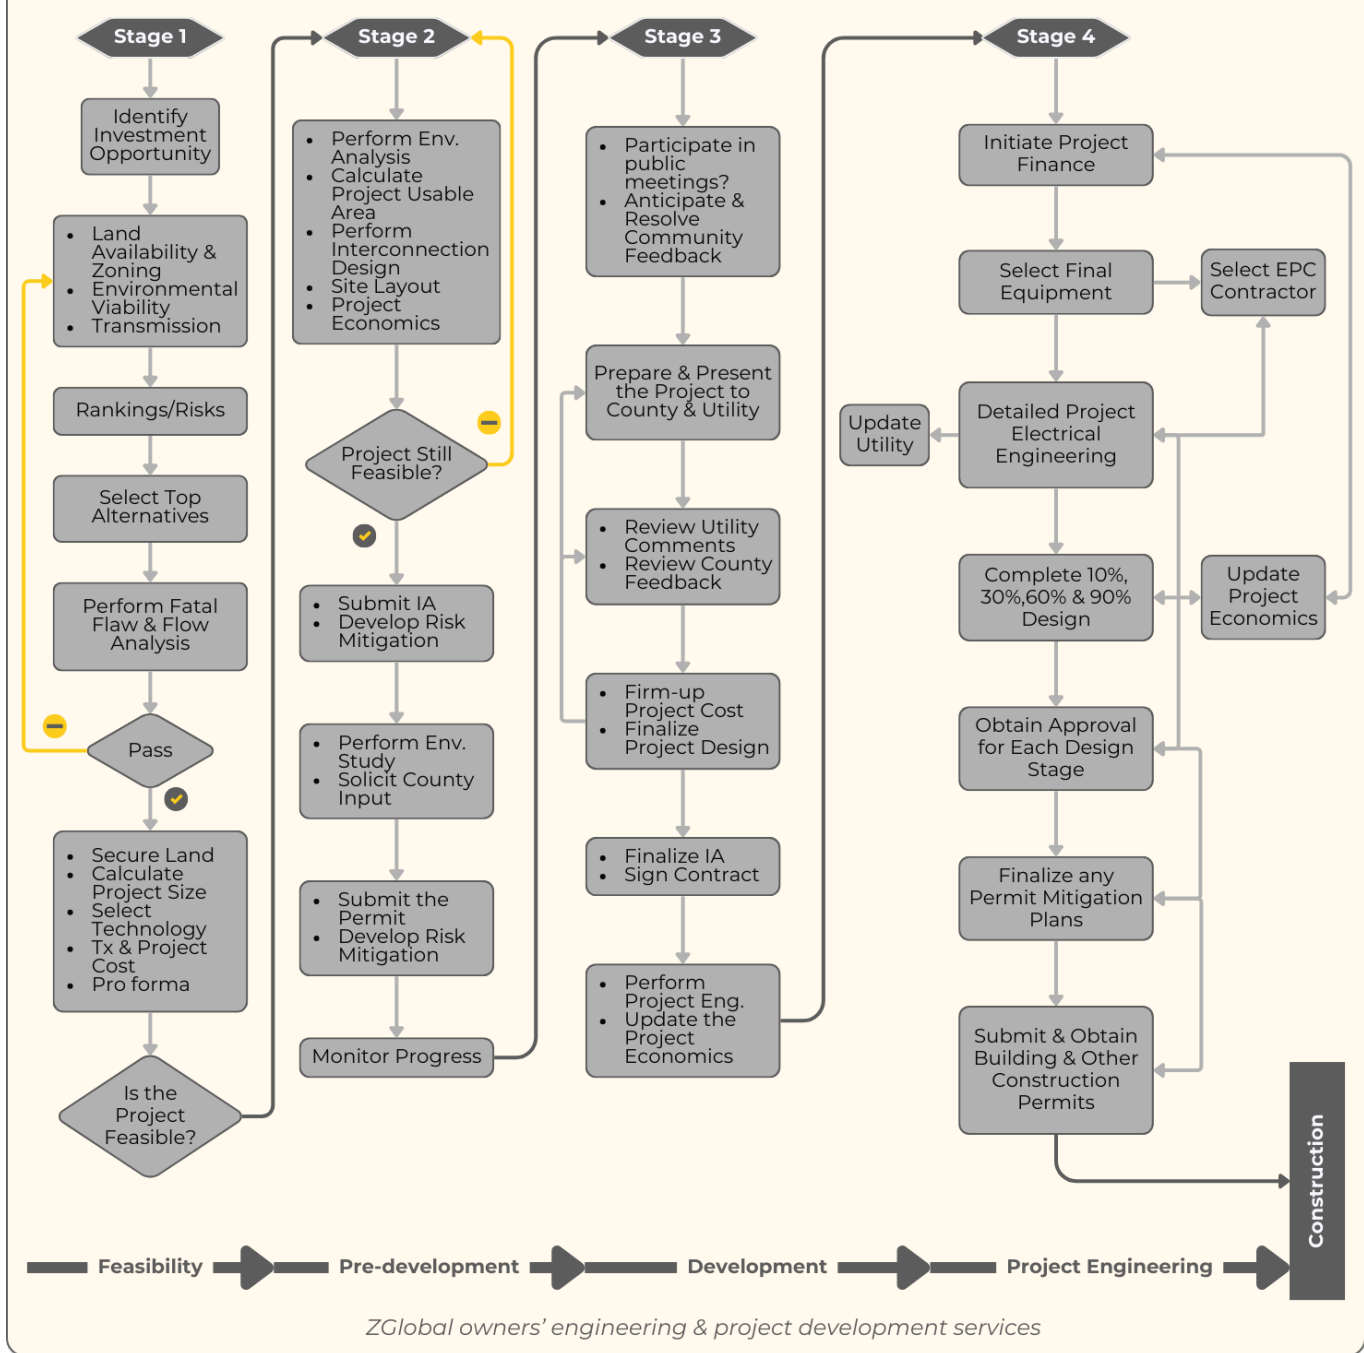 Stage 1
Identify
Investment
Opportunity
• Land
Availability &
Zoning
• Environmental
Viability
• Transmission
Rankings/Risks
Select Top
Alternatives
Perform Fatal
Flaw & Flow
Analysis
Pass
• Secure Land
• Calculate
Project Size
• Select
Technology
• Tx & Project
Cost
• Pro forma
Is the
Project
Feasible?
Stage 2
• Perform Env.
Analysis
• Calculate
Project Usable
Area
• Perform
Interconnection
Design
• Site Layout
• Project
Economics
Project Still
Feasible?
• Submit IA
• Develop Risk
Mitigation
• Perform Env.
Study
• Solicit County
Input
• Submit the
Permit
• Develop Risk
Mitigation
Monitor Progress
Stage 3
• Participate in
public
meetings?
• Anticipate &
Resolve
Community
Feedback
Prepare & Present
the Project to
County & Utility
• Review Utility
Comments
• Review County
Feedback
• Firm-up
Project Cost
• Finalize
Project Design
• Finalize IA
• Sign Contract
• Perform
Project Eng.
• Update the
Project
Economics
Stage 4
Initiate Project
Finance
Select Final
Equipment
Select EPC
Contractor
Detailed Project
Electrical
Engineering
Update
Utility
Complete 10%,
30%,60% & 90%
Design
Update
Project
Economics
Obtain Approval
for Each Design
Stage
Finalize any
Permit Mitigation
Plans
Submit & Obtain
Building & Other
Construction
Permits
Construction
Feasibility
Pre-development
Development
Project Engineering
ZGlobal owners’ engineering & project development services